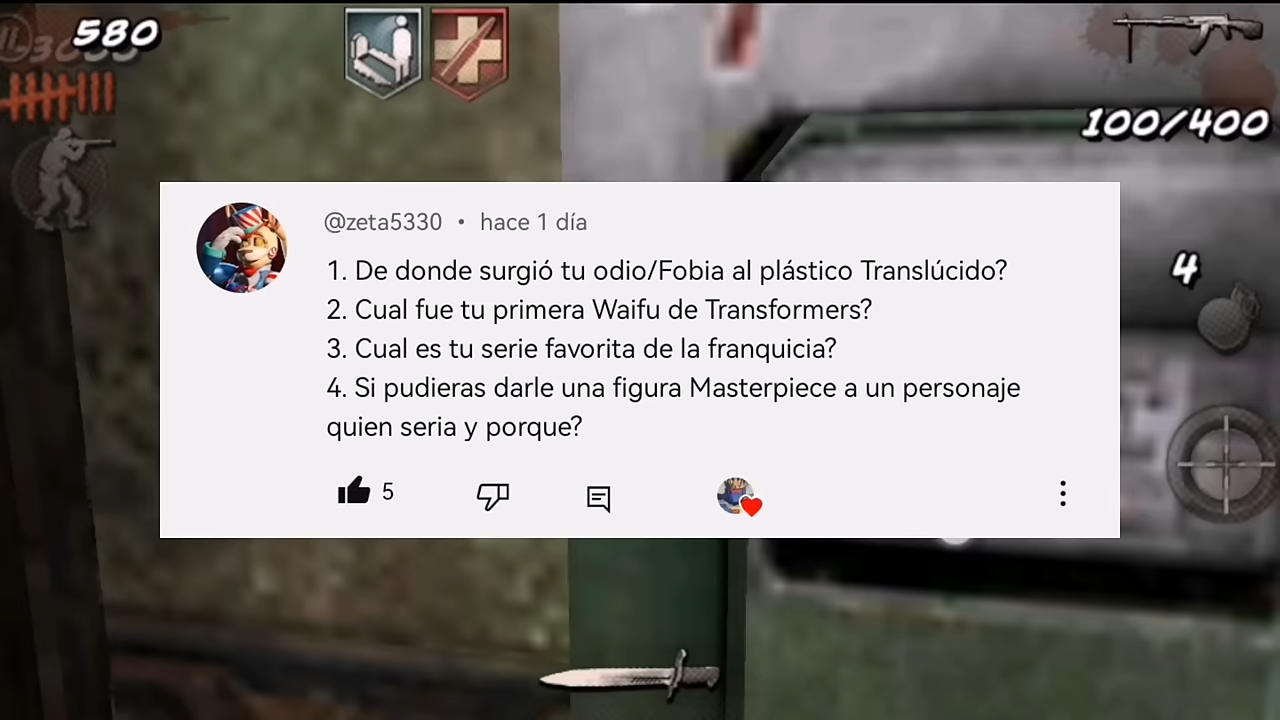 580
100/400
4
@zeta5330 • hace 1 día
1. De donde surgió tu odio/Fobia al plástico Translúcido?
2. Cual fue tu primera Waifu de Transformers?
3. Cual es tu serie favorita de la franquicia?
4. Si pudieras darle una figura Masterpiece a un personaje
quien seria y porque?
5